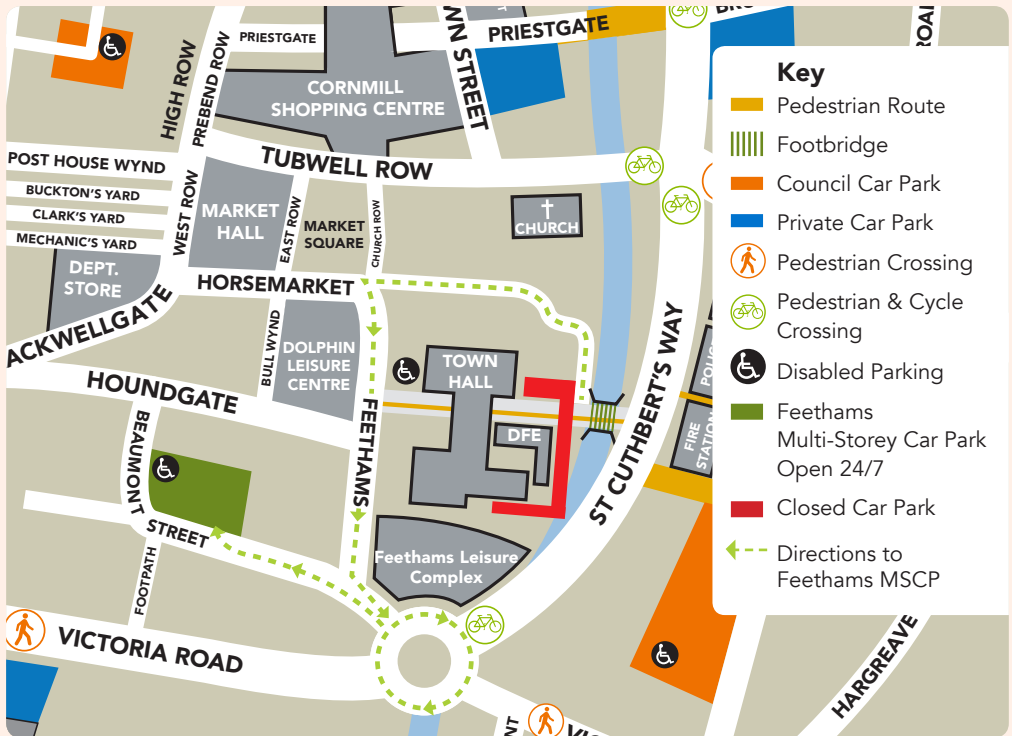 PRIESTGATE
PRIESTGATE
HIGH ROW
PREBEND ROW
CORNMILL
SHOPPING CENTRE
WN STREET
POST HOUSE WYND
BUCKTON'S YARD
CLARK'S YARD
MECHANIC'S YARD
TUBWELL ROW
WEST ROW
MARKET
HALL
EAST ROW
MARKET
SQUARE
CHURCH ROW
CHURCH
DEPT.
STORE
HORSEMARKET
ACKWELLGATE
BULL WYND
DOLPHIN
LEISURE
CENTRE
TOWN
HALL
DFE
HOUNDGATE
FEETHAMS
BEAUMONT
STREET
FOOTPATH
Feethams Leisure
Complex
ST CUTHBERT'S WAY
FIRE
STATION
VICTORIA ROAD
HARGREAVE
Key
Pedestrian Route
Footbridge
Council Car Park
Private Car Park
Pedestrian Crossing
Pedestrian & Cycle
Crossing
Disabled Parking
Feethams
Multi-Storey Car Park
Open 24/7
Closed Car Park
Directions to
Feethams MSCP